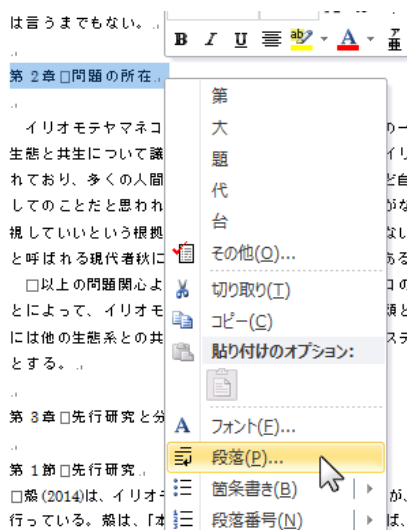 は言うまでもない。
B I U ab A ア亜
第2章□問題の所在
第
大
題
代
台
その他(O)...
切り取り(T)
コピー(C)
貼り付けのオプション:
A フォント(F)...
段落(P)...
箇条書き(B)
段落番号(N)
イリオモテヤマネコ
生態と共生について議
れており、多くの人間
してのことだと思われ
視していいという根拠
と呼ばれる現代者秋に
□以上の問題関心よ
とによって、イリオモ
には他の生態系との共
とする。
第3章□先行研究と分
第1節□先行研究
(2014)は、イリオモ
行っている。